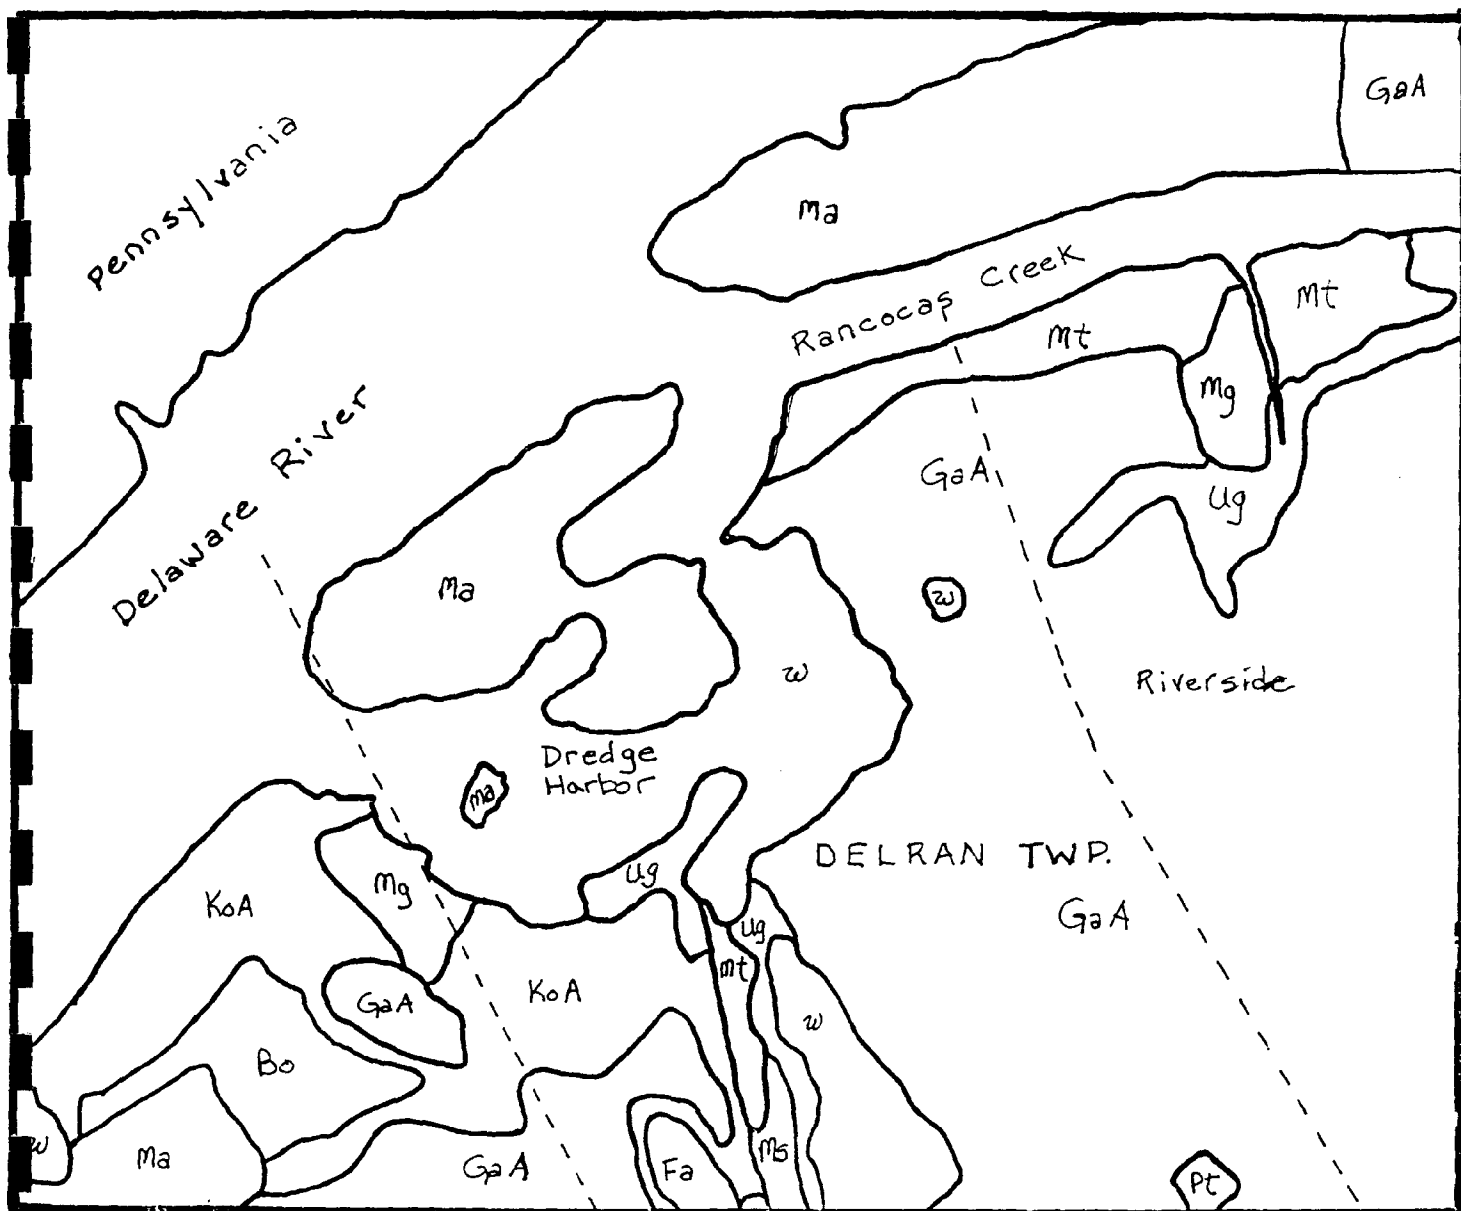 GaA
Pennsylvania
Ma
Rancocas Creek
Mt
Mt
Mg
Delaware River
GaA
Ug
Ma
w
w
Riverside
Dredge
Harbor
Ma
DELRAN TWP.
Ug
Mg
KoA
GaA
Ug
Mt
KoA
GaA
w
Bo
w
Ma
GaA
Fa
Ms
Pt